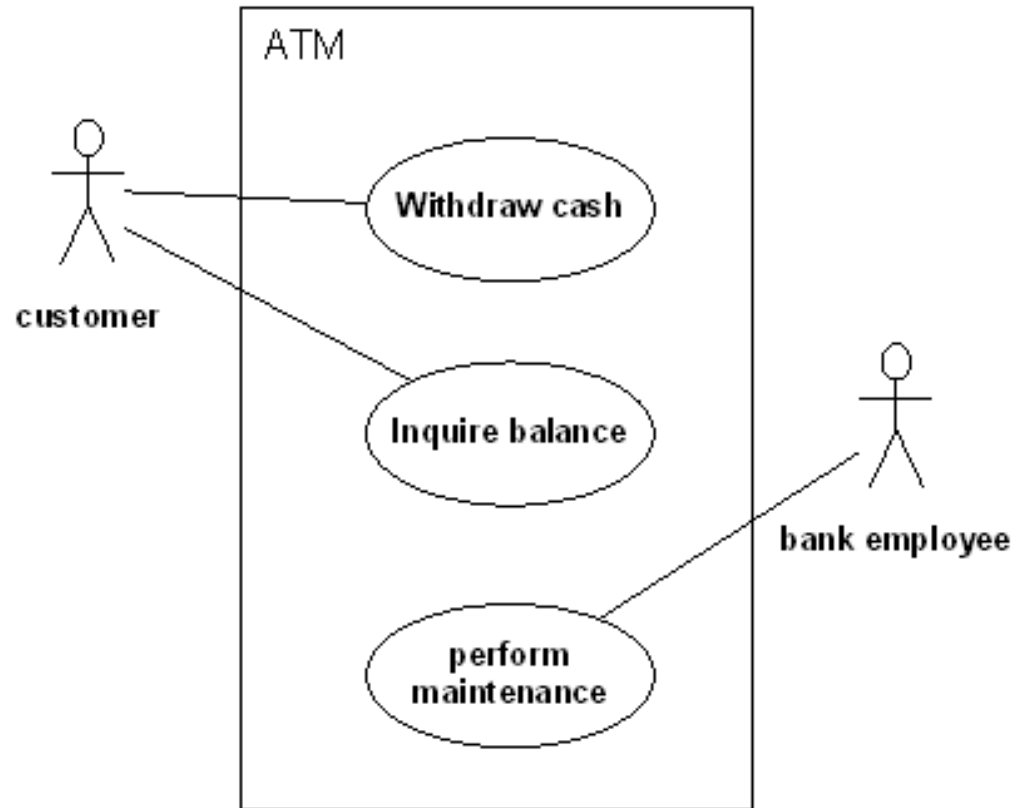 ATM
Withdraw cash
customer
Inquire balance
bank employee
perform
maintenance